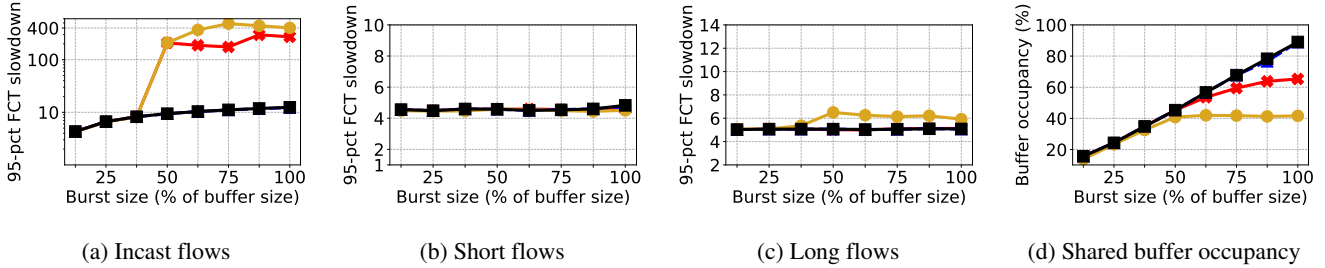 95-pct FCT slowdown
400
100
10
25 50 75 100
Burst size (% of buffer size)
(a) Incast flows
95-pct FCT slowdown
10
8
6
4
2
1
25 50 75 100
Burst size (% of buffer size)
(b) Short flows
95-pct FCT slowdown
14
12
10
8
6
4
2
25 50 75 100
Burst size (% of buffer size)
(c) Long flows
Buffer occupancy (%)
100
80
60
40
20
25 50 75 100
Burst size (% of buffer size)
(d) Shared buffer occupancy